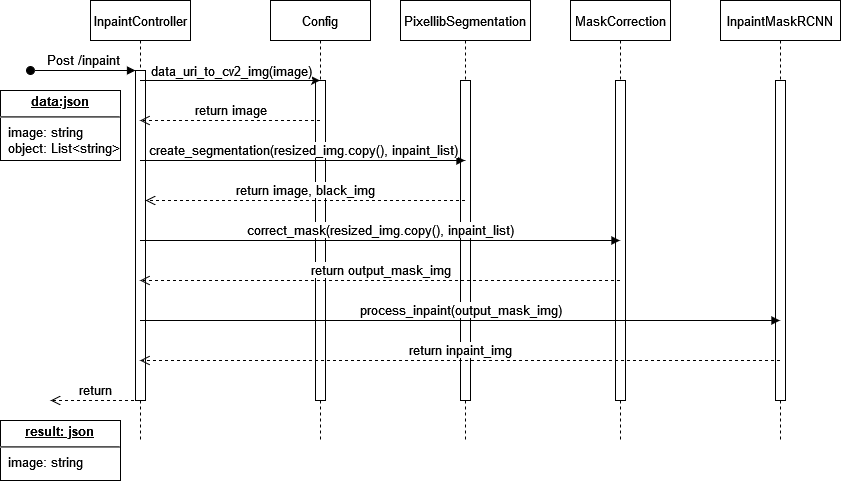 InpaintController
Config
PixellibSegmentation
MaskCorrection
InpaintMaskRCNN
Post /inpaint
data_uri_to_cv2_img(image)
data:json
image: string
object: List<string>
return image
create_segmentation(resized_img.copy(), inpaint_list)
return image, black_img
correct_mask(resized_img.copy(), inpaint_list)
return output_mask_img
process_inpaint(output_mask_img)
return inpaint_img
return
result: json
image: string